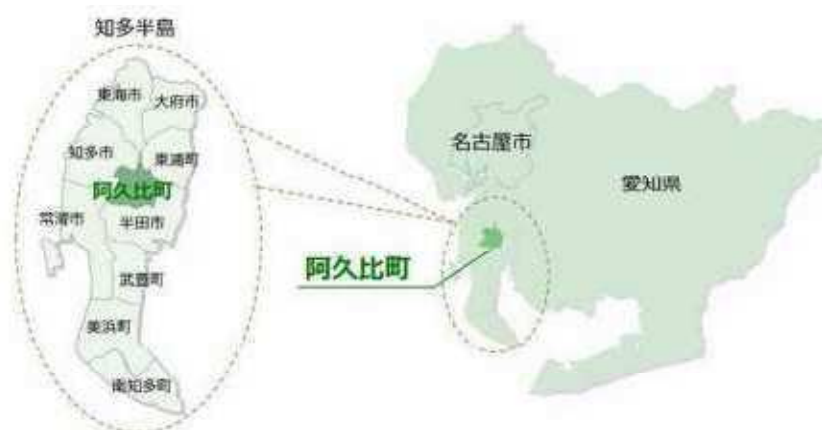 知多半島
東海市
大府市
知多市
東浦町
阿久比町
常滑市
半田市
武豊町
美浜町
南知多町
名古屋市
愛知県
阿久比町